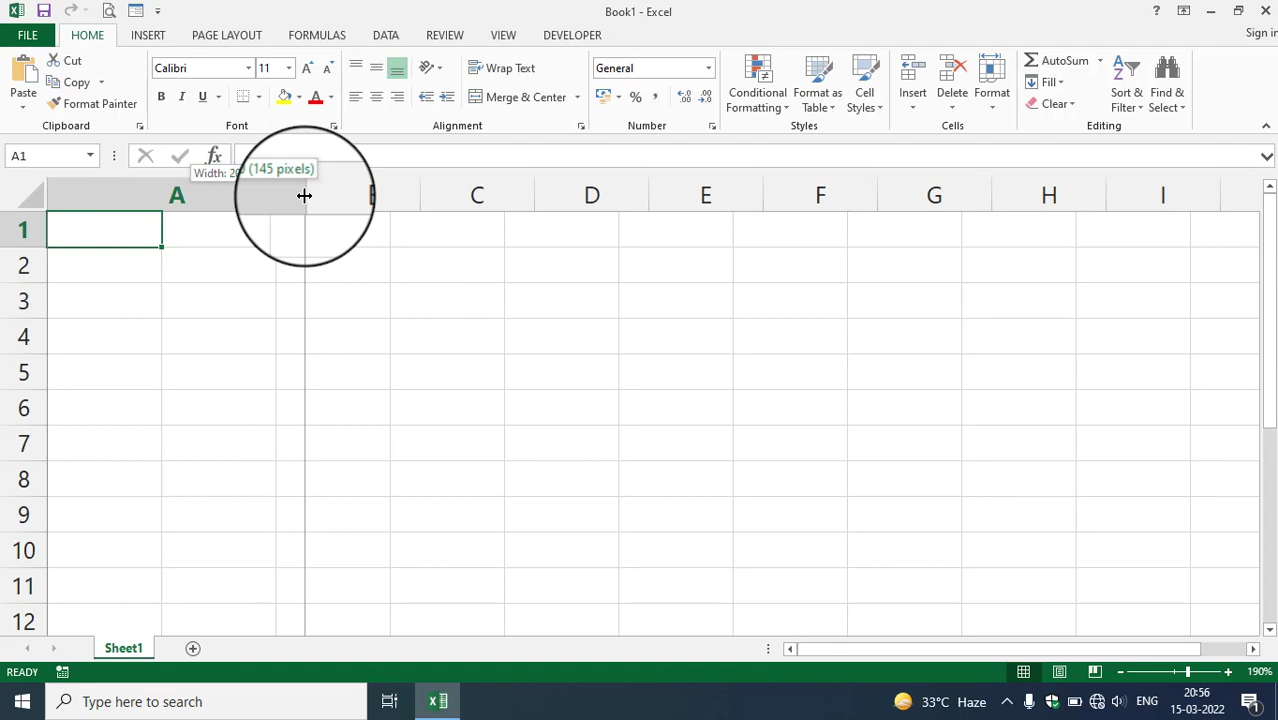 Book1 - Excel
?
FILE HOME INSERT PAGE LAYOUT FORMULAS DATA REVIEW VIEW DEVELOPER Sign in
Paste
Cut
Copy
Format Painter
Clipboard
Calibri 11 A A
B I U A
Font
Wrap Text
Merge & Center
Alignment
General
% ,
Number
Conditional Formatting
Format as Table
Cell Styles
Styles
Insert Delete Format
Cells
AutoSum
Fill
Clear
Sort & Filter
Find & Select
Editing
A1 fx
Width: 20 (145 pixels)
A C D E F G H I
1
2
3
4
5
6
7
8
9
10
11
12
Sheet1
READY 190%
Type here to search 33°C Haze ENG 20:56 15-03-2022 1